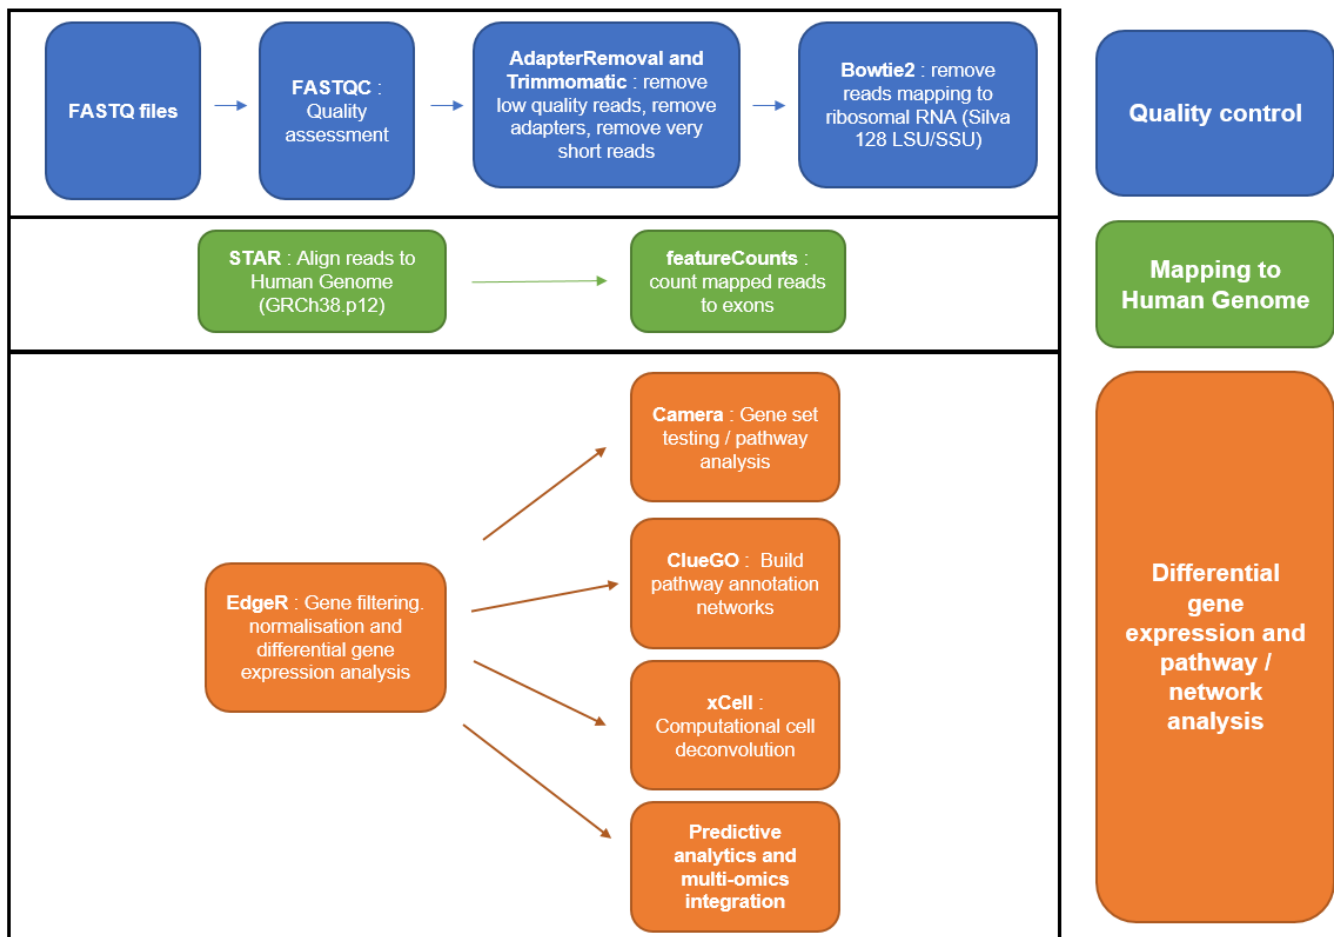 FASTQ files
FASTQC :
Quality
assessment
AdapterRemoval and
Trimmomatic : remove
low quality reads, remove
adapters, remove very
short reads
Bowtie2 : remove
reads mapping to
ribosomal RNA (Silva
128 LSU/SSU)
Quality control
STAR : Align reads to
Human Genome
(GRCh38.p12)
featureCounts :
count mapped reads
to exons
Mapping to
Human Genome
EdgeR : Gene filtering.
normalisation and
differential gene
expression analysis
Camera : Gene set
testing / pathway
analysis
ClueGO :  Build
pathway annotation
networks
xCell :
Computational cell
deconvolution
Predictive
analytics and
multi-omics
integration
Differential
gene
expression and
pathway /
network
analysis